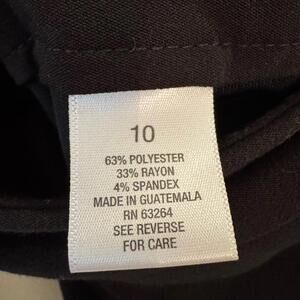 10
63% POLYESTER
33% RAYON
4% SPANDEX
MADE IN GUATEMALA
RN 63264
SEE REVERSE
FOR CARE